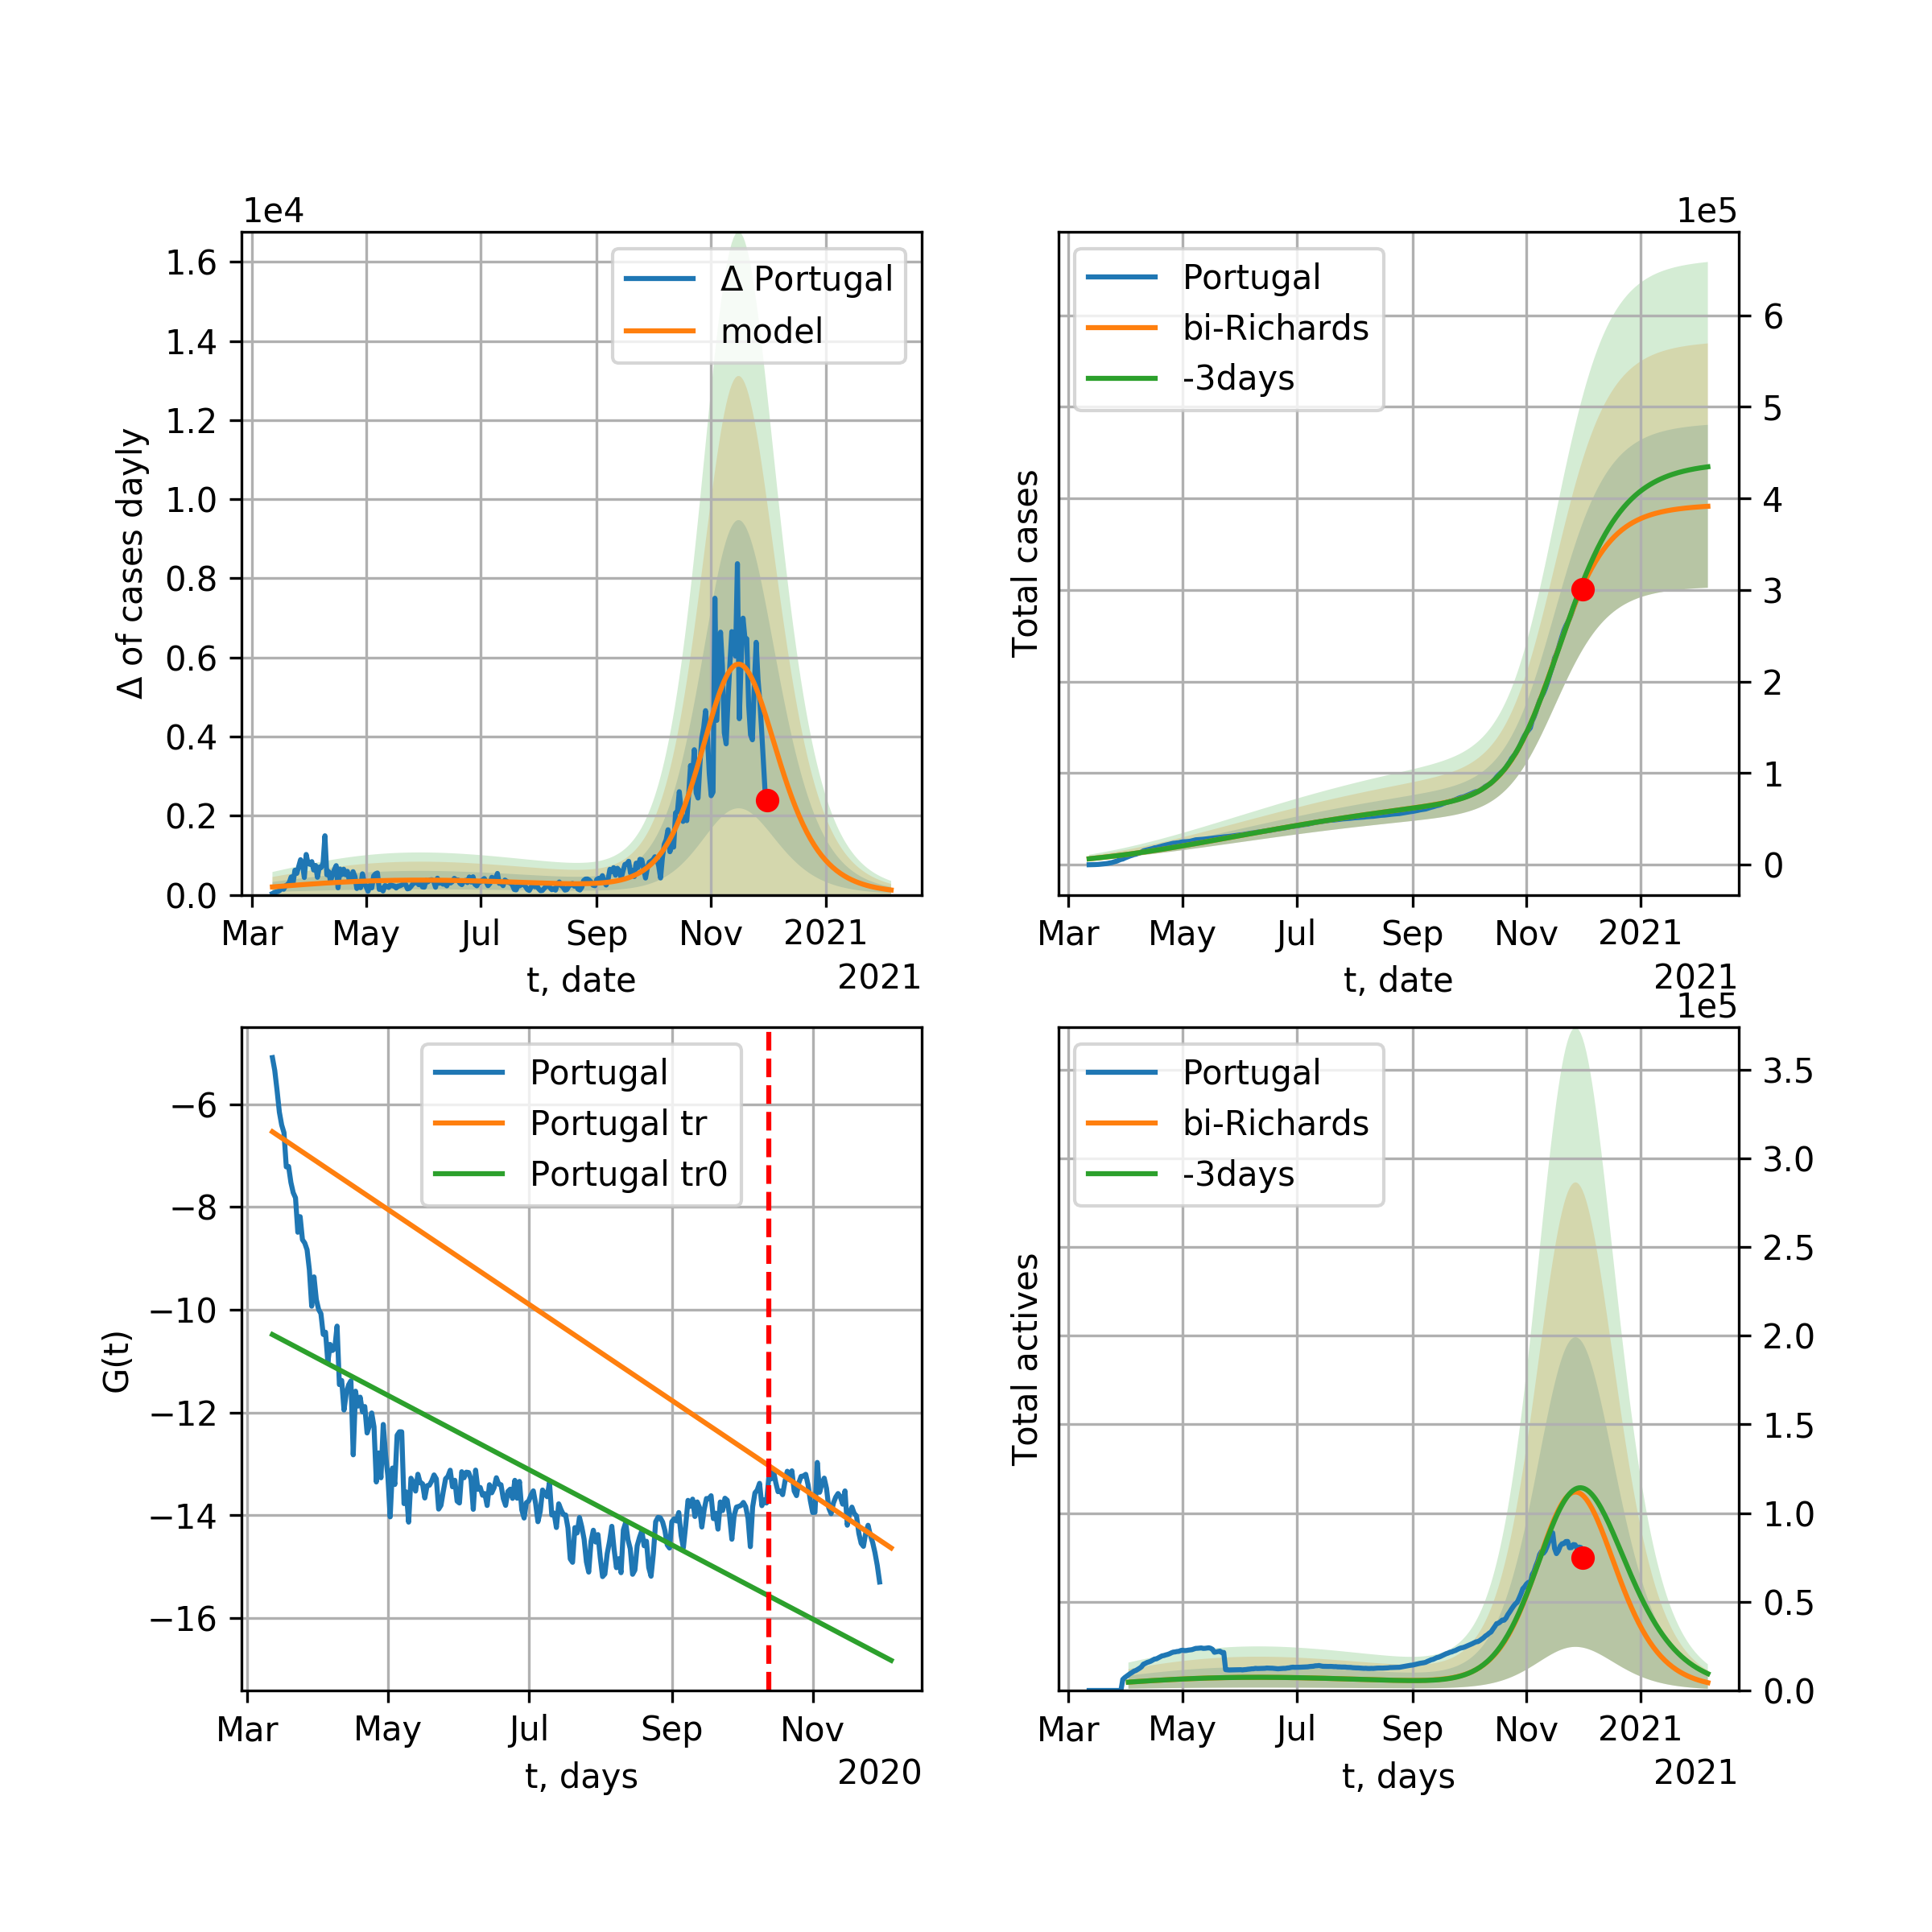 1e4
Δ of cases dayly
1.6
1.4
1.2
1.0
0.8
0.6
0.4
0.2
0.0
Δ Portugal
model
Mar May Jul Sep Nov 2021
t, date
2021
1e5
Total cases
Portugal
bi-Richards
-3days
6
5
4
3
2
1
0
Mar May Jul Sep Nov 2021
t, date
2021
G(t)
−6
−8
−10
−12
−14
−16
Portugal
Portugal tr
Portugal tr0
Mar May Jul Sep Nov
t, days
2020
1e5
Total actives
Portugal
bi-Richards
-3days
3.5
3.0
2.5
2.0
1.5
1.0
0.5
0.0
Mar May Jul Sep Nov 2021
t, days
2021